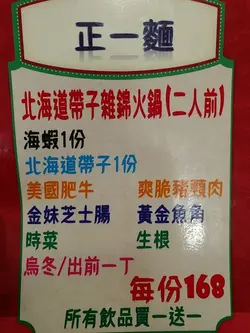 正一麵
北海道帶子雜錦火鍋(二人前)
海蝦1份
北海道帶子1份
美國肥牛 爽脆豬頸肉
金妹芝士腸 黃金魚角
時菜 生根
烏冬/出前一丁
每份168
所有飲品買一送一